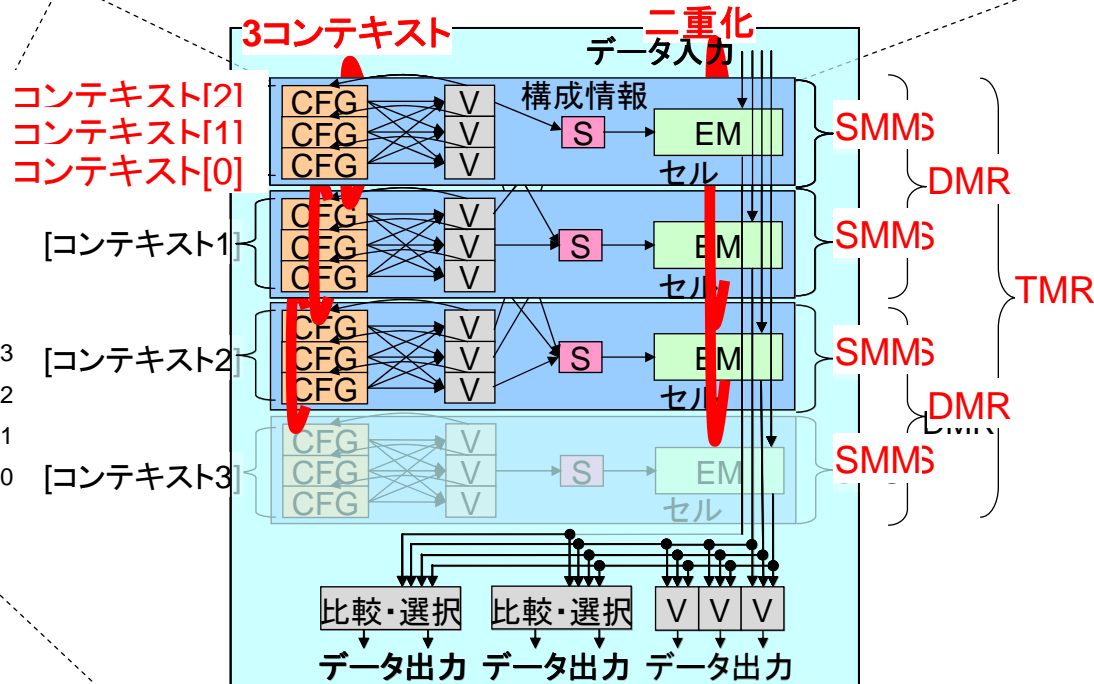 3コンテキスト
二重化
データ入力
コンテキスト[2]
コンテキスト[1]
コンテキスト[0]
CFG
CFG
CFG
V
V
V
構成情報
S
EM
セル
SMMS
DMR
[コンテキスト1]
CFG
CFG
CFG
V
V
V
S
EM
セル
SMMS
TMR
3
2
1
0
[コンテキスト2]
CFG
CFG
CFG
V
V
V
S
EM
セル
SMMS
DMR
DMR
[コンテキスト3]
CFG
CFG
CFG
V
V
V
S
EM
セル
SMMS
比較・選択
比較・選択
V V V
データ出力 データ出力 データ出力